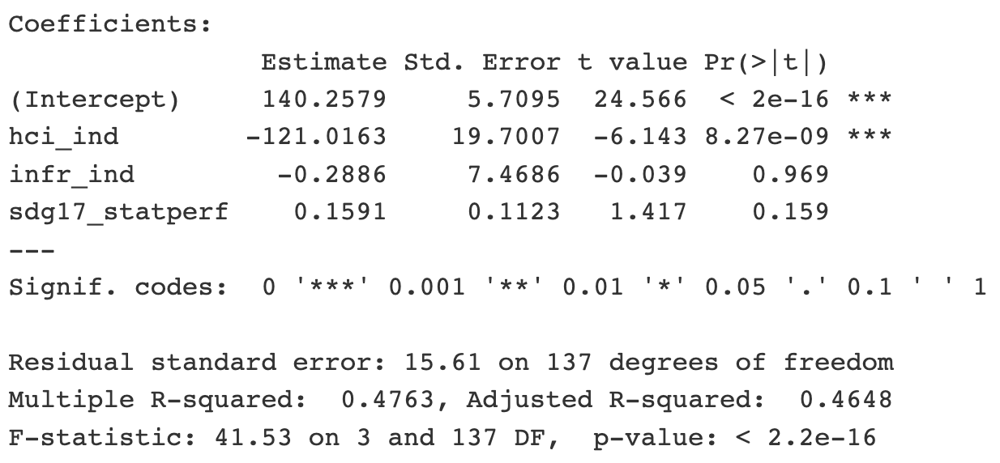 Coefficients:
Estimate Std. Error t value Pr(>|t|)
(Intercept) 140.2579 5.7095 24.566 < 2e-16 ***
hci_ind -121.0163 19.7007 -6.143 8.27e-09 ***
infr_ind -0.2886 7.4686 -0.039 0.969
sdg17_statperf 0.1591 0.1123 1.417 0.159
---
Signif. codes: 0 '***' 0.001 '**' 0.01 '*' 0.05 '.' 0.1 ' ' 1
Residual standard error: 15.61 on 137 degrees of freedom
Multiple R-squared: 0.4763, Adjusted R-squared: 0.4648
F-statistic: 41.53 on 3 and 137 DF, p-value: < 2.2e-16